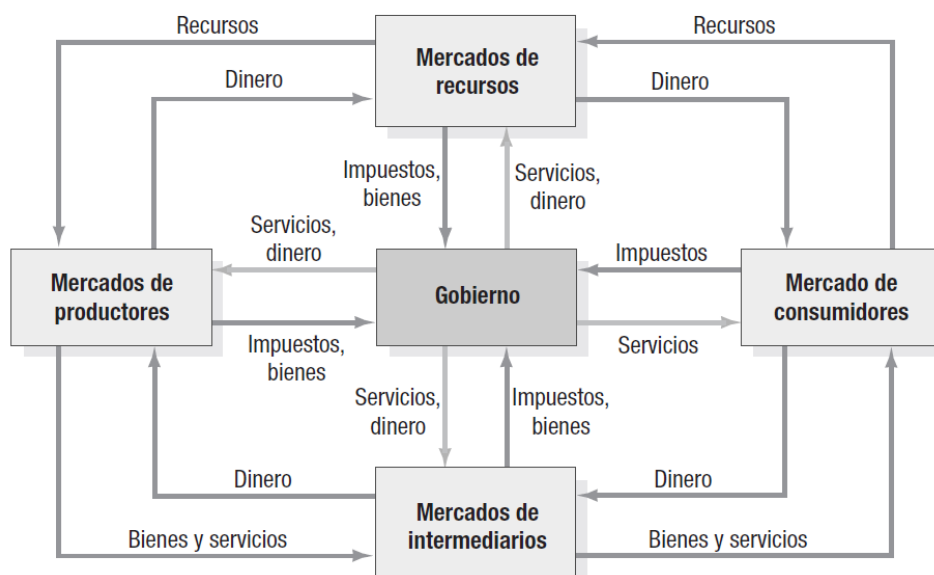 Recursos
Recursos
Mercados de
recursos
Dinero
Dinero
Impuestos,
bienes
Servicios,
dinero
Servicios,
dinero
Impuestos
Mercados de
productores
Gobierno
Mercado de
consumidores
Impuestos,
bienes
Servicios
Servicios,
dinero
Impuestos,
bienes
Dinero
Dinero
Mercados de
intermediarios
Bienes y servicios
Bienes y servicios